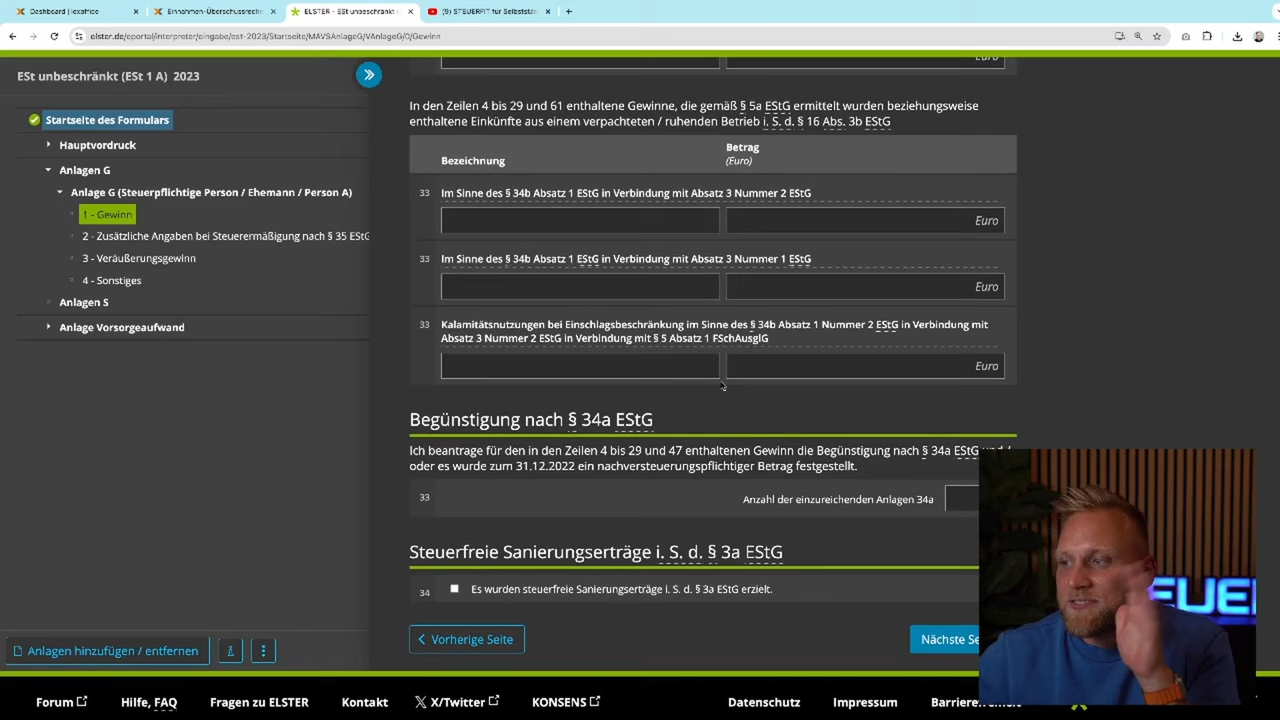 Dashboard | lexoffice
Einnahmen-Überschussrech
ELSTER - ESt unbeschränkt (
(9) STEUERFIT für Selbststän
elster.de/eportal/interpreter/eingabe/est-2023/Startseite/MAVSAnlageG/VAnlageG/0/Gewinn
ESt unbeschränkt (ESt 1 A) 2023
Startseite des Formulars
Hauptvordruck
Anlagen G
Anlage G (Steuerpflichtige Person / Ehemann / Person A)
1 - Gewinn
2 - Zusätzliche Angaben bei Steuerermäßigung nach § 35 EStG
3 - Veräußerungsgewinn
4 - Sonstiges
Anlagen S
Anlage Vorsorgeaufwand
Anlagen hinzufügen / entfernen
Euro
In den Zeilen 4 bis 29 und 61 enthaltene Gewinne, die gemäß § 5a EStG ermittelt wurden beziehungsweise
enthaltene Einkünfte aus einem verpachteten / ruhenden Betrieb i. S. d. § 16 Abs. 3b EStG
Bezeichnung Betrag
(Euro)
33 Im Sinne des § 34b Absatz 1 EStG in Verbindung mit Absatz 3 Nummer 2 EStG
Euro
33 Im Sinne des § 34b Absatz 1 EStG in Verbindung mit Absatz 3 Nummer 1 EStG
Euro
33 Kalamitätsnutzungen bei Einschlagsbeschränkung im Sinne des § 34b Absatz 1 Nummer 2 EStG in Verbindung mit
Absatz 3 Nummer 2 EStG in Verbindung mit § 5 Absatz 1 FSchAusglG
Euro
Begünstigung nach § 34a EStG
Ich beantrage für den in den Zeilen 4 bis 29 und 47 enthaltenen Gewinn die Begünstigung nach § 34a EStG und /
oder es wurde zum 31.12.2022 ein nachversteuerungspflichtiger Betrag festgestellt.
33 Anzahl der einzureichenden Anlagen 34a
Steuerfreie Sanierungserträge i. S. d. § 3a EStG
34 Es wurden steuerfreie Sanierungserträge i. S. d. § 3a EStG erzielt.
Vorherige Seite
Nächste Se
EUE
Forum
Hilfe, FAQ
Fragen zu ELSTER
Kontakt
X/Twitter
KONSENS
Datenschutz
Impressum